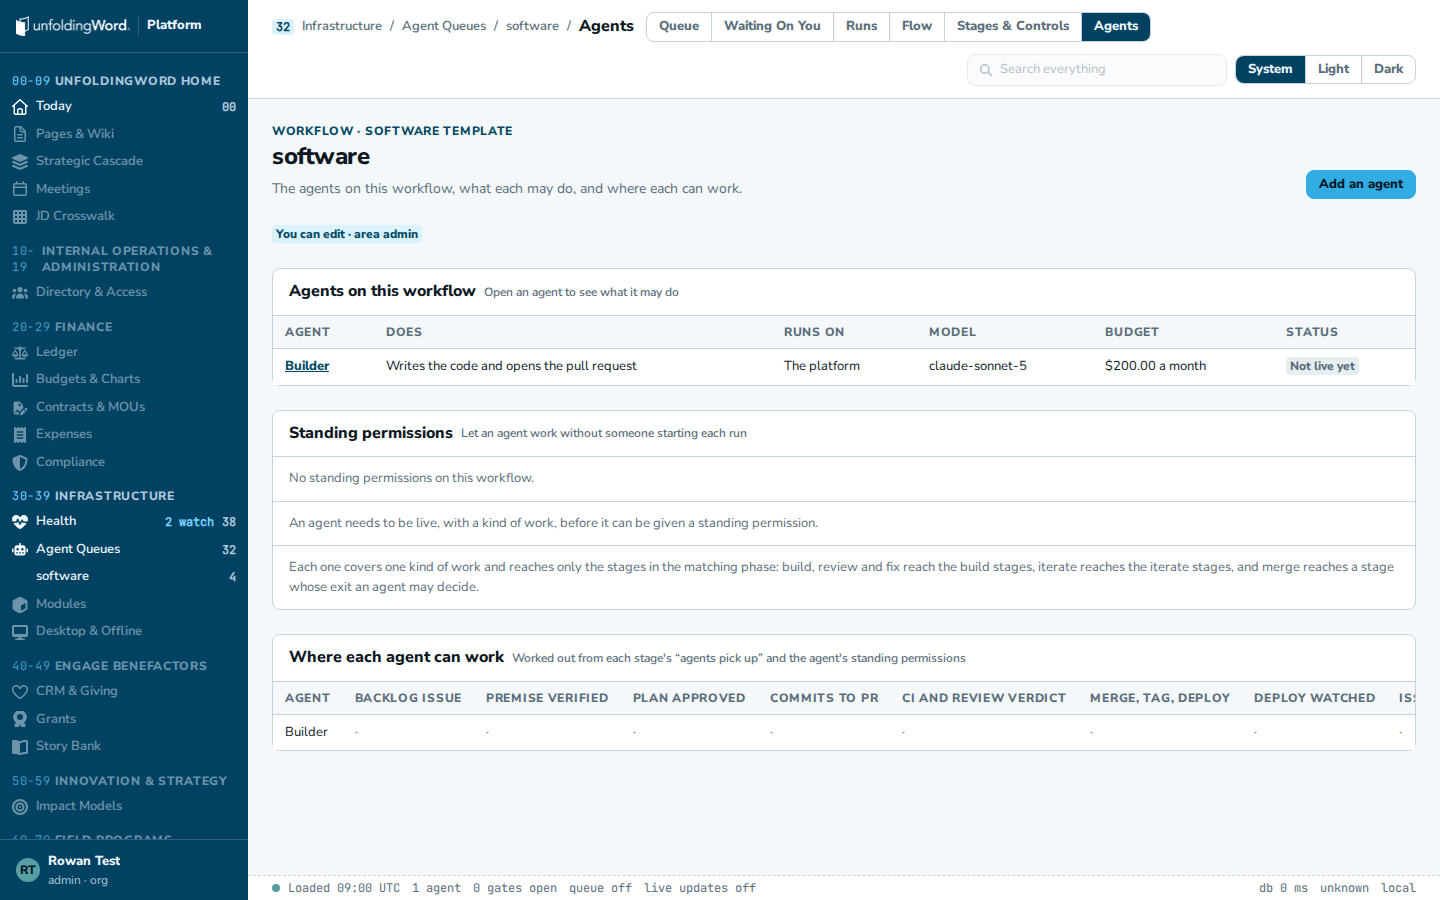 unfoldingWord Platform
00-09 UNFOLDINGWORD HOME
Today 00
Pages & Wiki
Strategic Cascade
Meetings
JD Crosswalk
10-19 INTERNAL OPERATIONS & ADMINISTRATION
Directory & Access
20-29 FINANCE
Ledger
Budgets & Charts
Contracts & MOUs
Expenses
Compliance
30-39 INFRASTRUCTURE
Health 2 watch 38
Agent Queues 32
software 4
Modules
Desktop & Offline
40-49 ENGAGE BENEFACTORS
CRM & Giving
Grants
Story Bank
50-59 INNOVATION & STRATEGY
Impact Models
60-70 FIELD PROGRAMS
RT Rowan Test
admin · org
32 Infrastructure / Agent Queues / software / Agents
Queue Waiting On You Runs Flow Stages & Controls Agents
Search everything
System Light Dark
WORKFLOW · SOFTWARE TEMPLATE
software
The agents on this workflow, what each may do, and where each can work.
Add an agent
You can edit · area admin
Agents on this workflow Open an agent to see what it may do
AGENT DOES RUNS ON MODEL BUDGET STATUS
Builder Writes the code and opens the pull request The platform claude-sonnet-5 $200.00 a month Not live yet
Standing permissions Let an agent work without someone starting each run
No standing permissions on this workflow.
An agent needs to be live, with a kind of work, before it can be given a standing permission.
Each one covers one kind of work and reaches only the stages in the matching phase: build, review and fix reach the build stages, iterate reaches the iterate stages, and merge reaches a stage
whose exit an agent may decide.
Where each agent can work Worked out from each stage's “agents pick up” and the agent's standing permissions
AGENT BACKLOG ISSUE PREMISE VERIFIED PLAN APPROVED COMMITS TO PR CI AND REVIEW VERDICT MERGE, TAG, DEPLOY DEPLOY WATCHED
Builder · · · · · · · ·
Loaded 09:00 UTC 1 agent 0 gates open queue off live updates off
db 0 ms unknown local